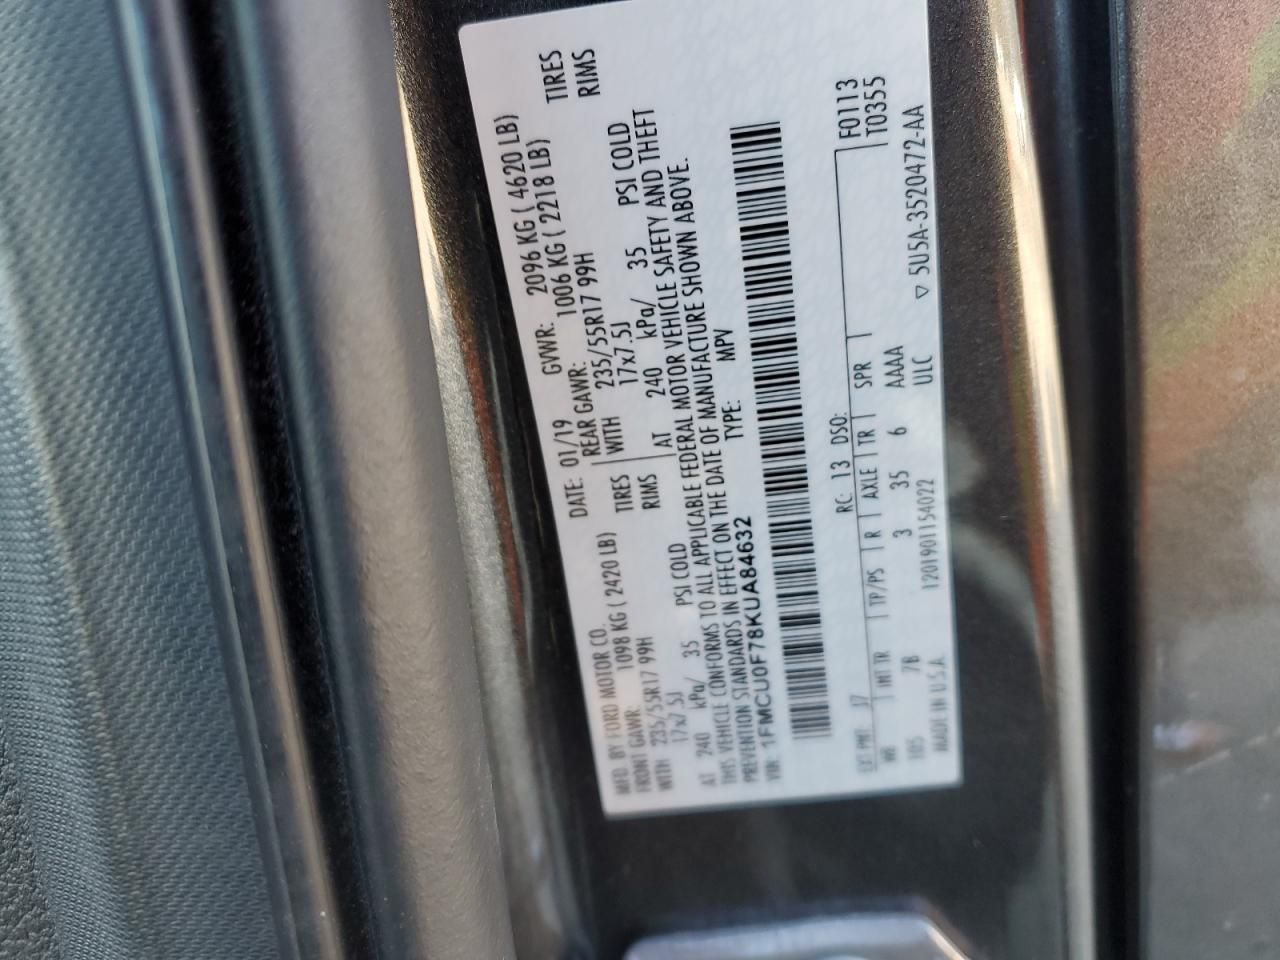 MFD. BY FORD MOTOR CO.
DATE: 01/19 GVWR: 2096 KG ( 4620 LB)
FRONT GAWR: 1098 KG ( 2420 LB) REAR GAWR: 1006 KG ( 2218 LB)
WITH 235/55R17 99H TIRES WITH 235/55R17 99H TIRES
17x7.5J RIMS 17x7.5J RIMS
AT 240 kPa/ 35 PSI COLD AT 240 kPa/ 35 PSI COLD
THIS VEHICLE CONFORMS TO ALL APPLICABLE FEDERAL MOTOR VEHICLE SAFETY AND THEFT
PREVENTION STANDARDS IN EFFECT ON THE DATE OF MANUFACTURE SHOWN ABOVE.
VIN: 1FMCU0F78KUA84632 TYPE: MPV
F0113
T0355
EXT PNT: J7 RC: 13 DSO:
WB INT TR TP/PS R AXLE TR SPR
105 7B 3 35 6 AAAA
MADE IN U.S.A. 1201901154022 ULC ▽ 5U5A-3520472-AA